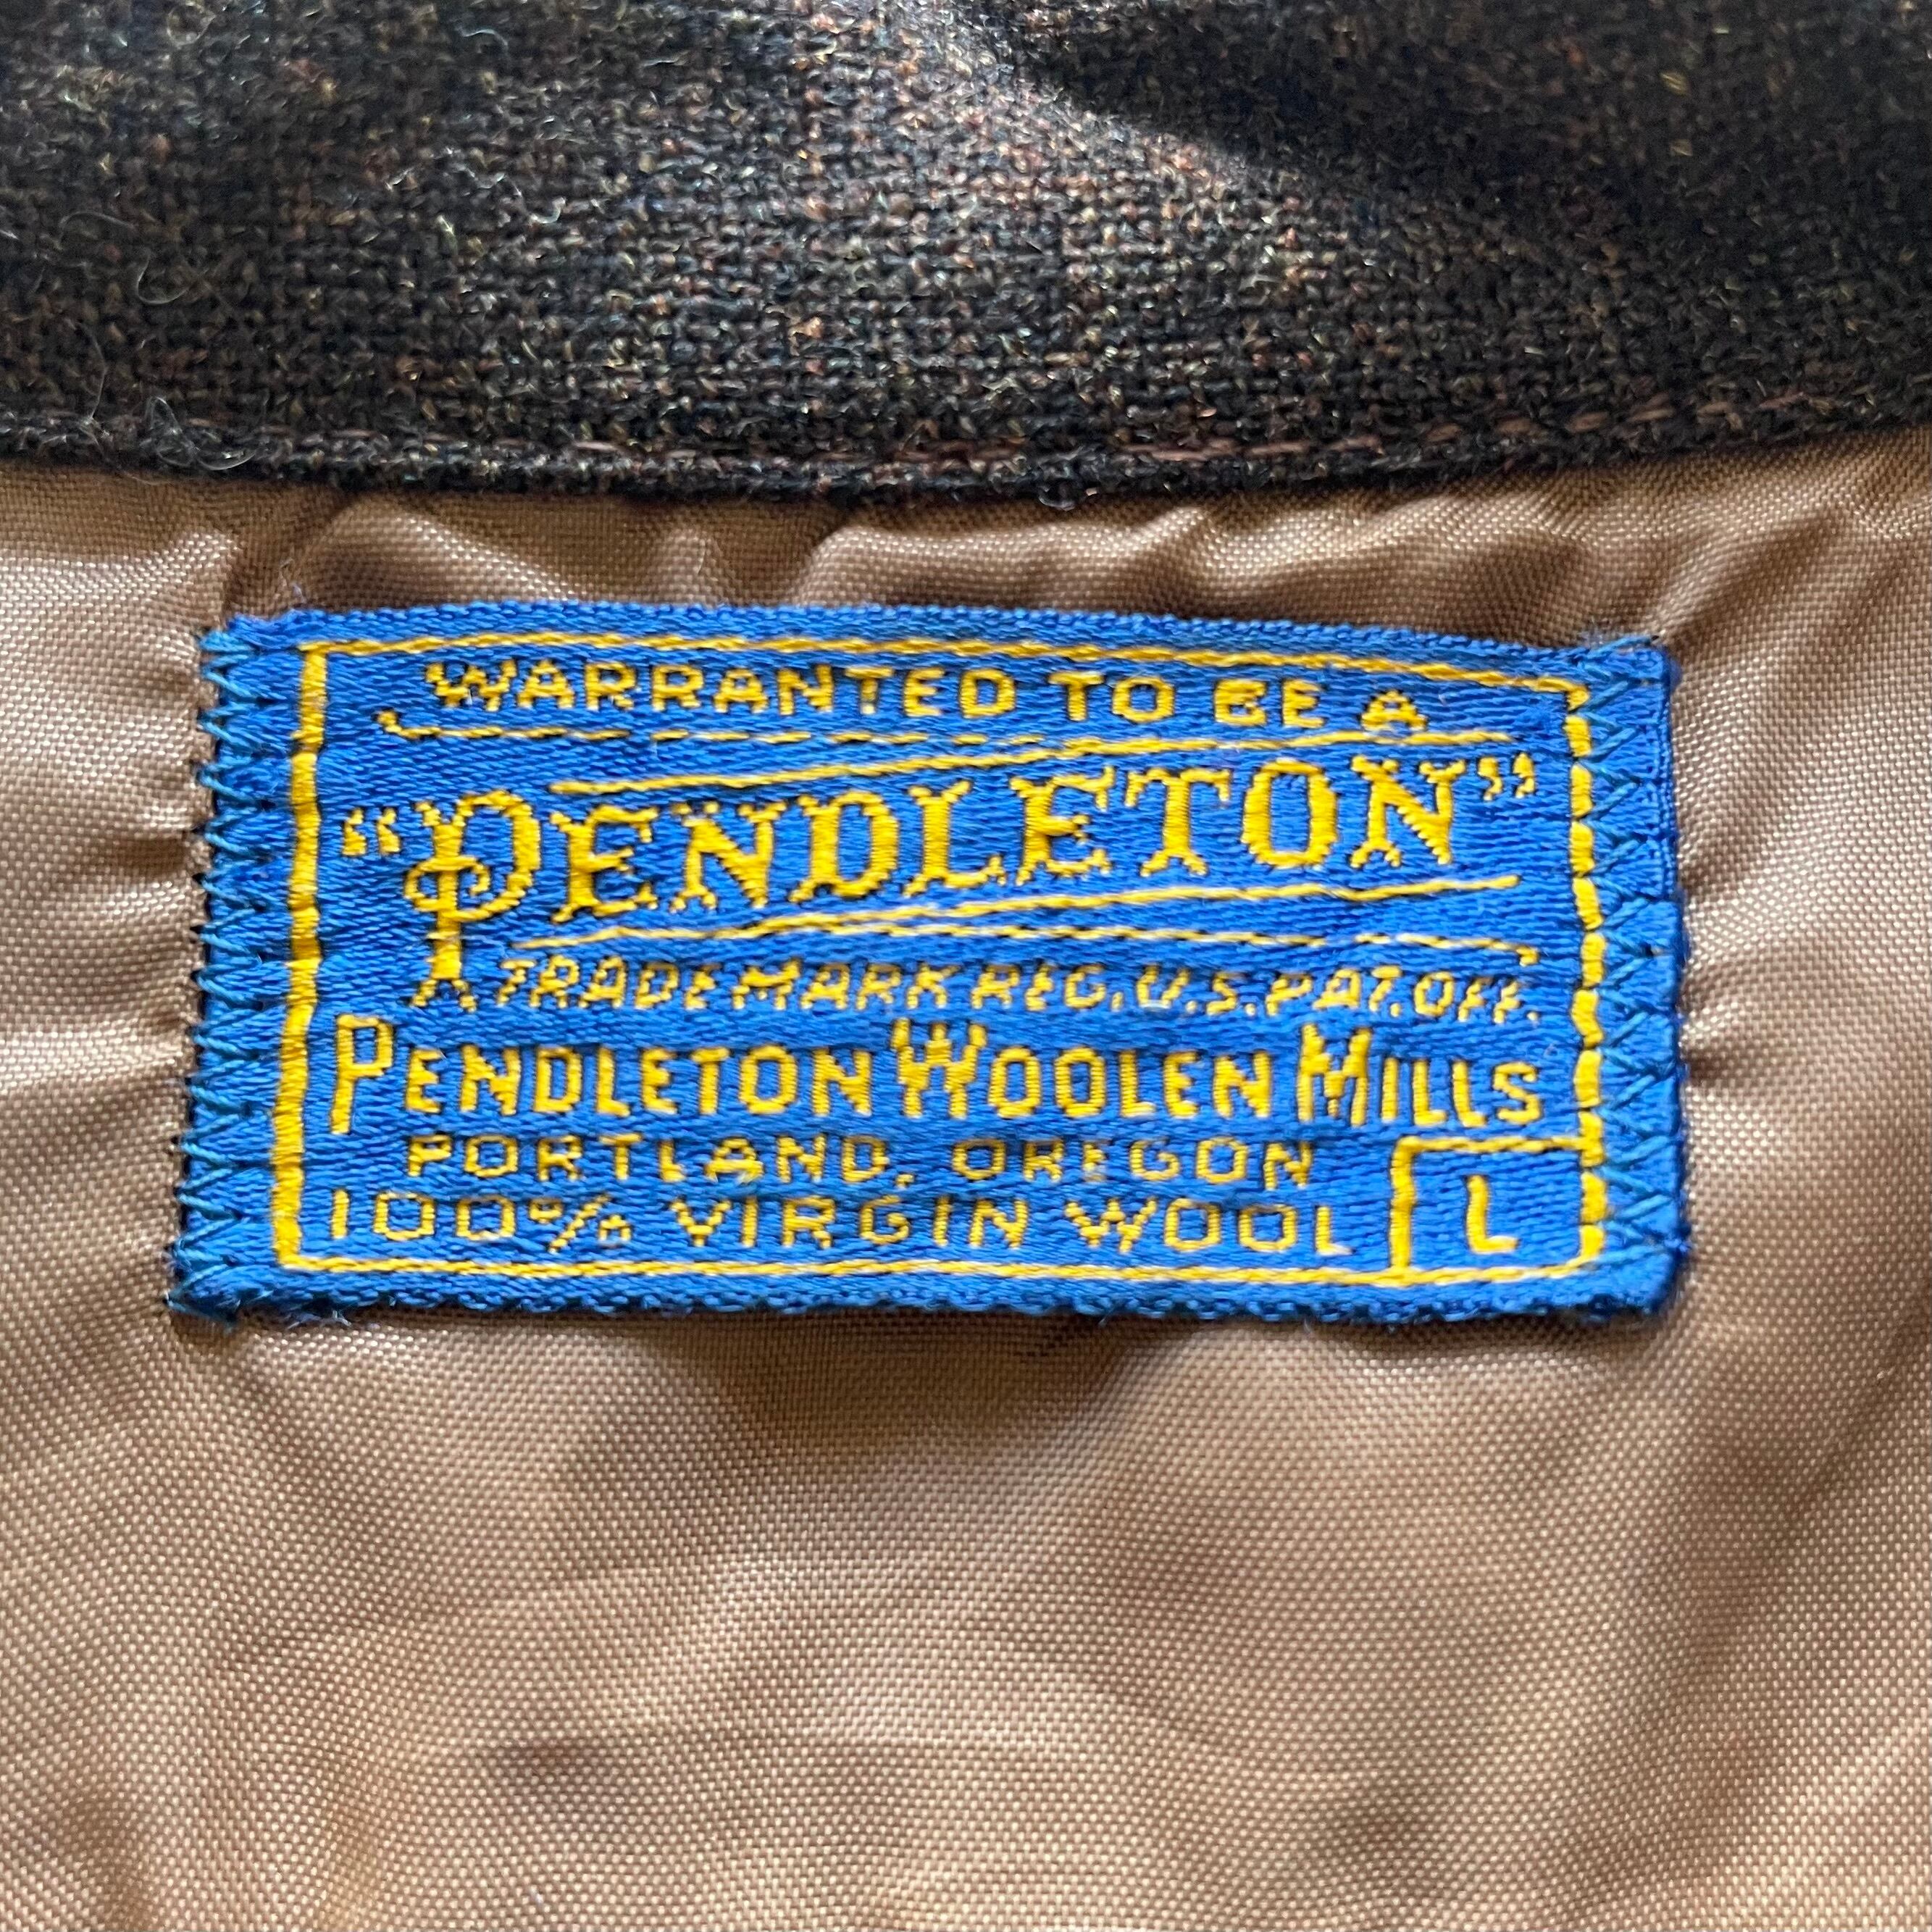 WARRANTED TO BE A
"PENDLETON"
TRADE MARK REG. U.S. PAT. OFF.
PENDLETON WOOLEN MILLS
PORTLAND, OREGON
100% VIRGIN WOOL L